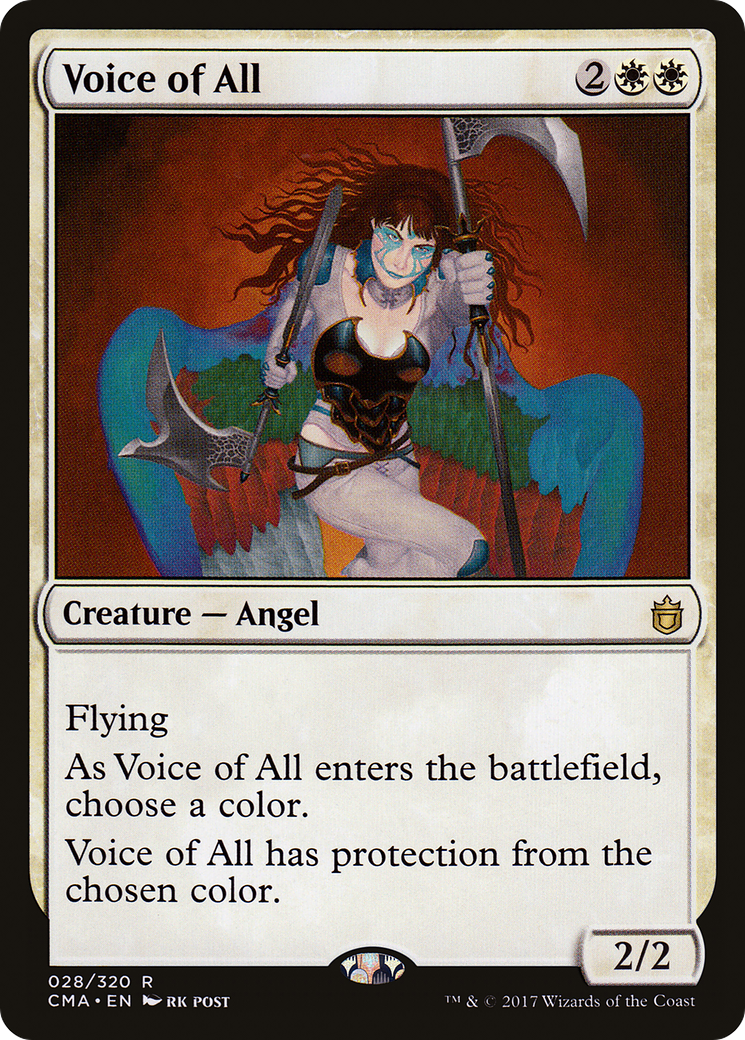 Voice of All 2
Creature — Angel
Flying
As Voice of All enters the battlefield,
choose a color.
Voice of All has protection from the
chosen color.
2/2
028/320 R
CMA • EN RK POST
™ & © 2017 Wizards of the Coast